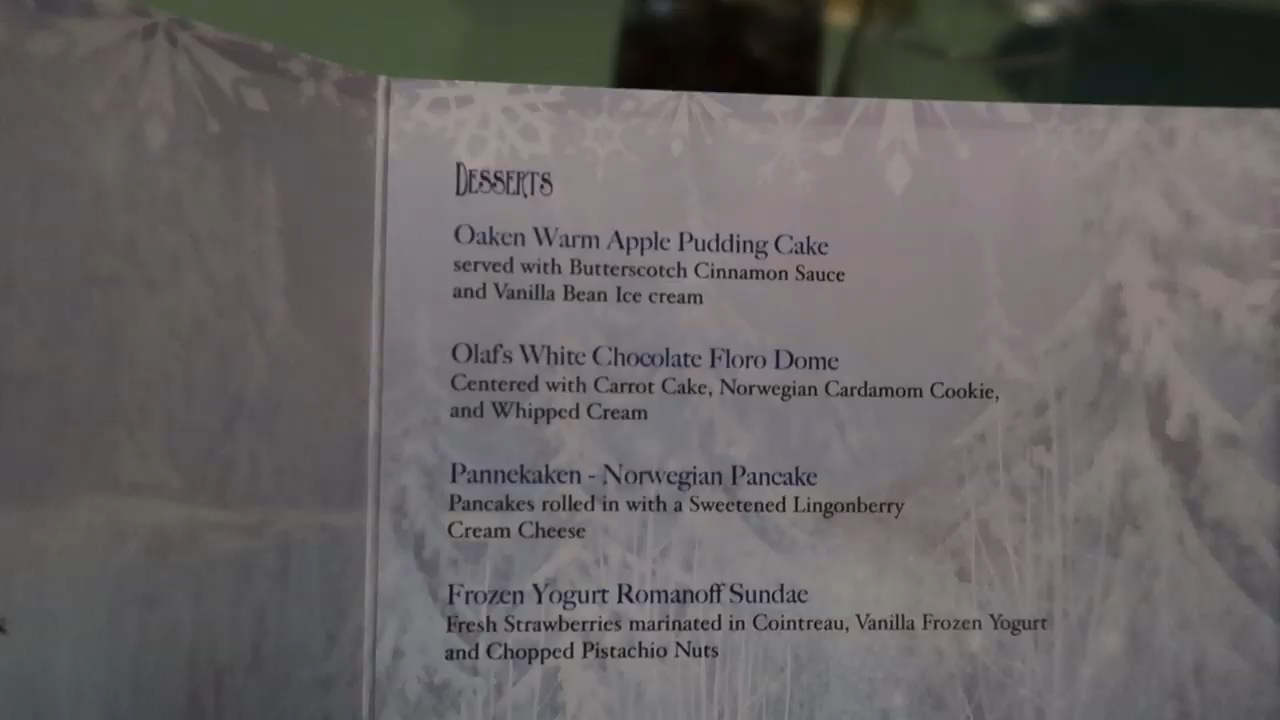 Desserts
Oaken Warm Apple Pudding Cake
served with Butterscotch Cinnamon Sauce
and Vanilla Bean Ice cream
Olaf's White Chocolate Floro Dome
Centered with Carrot Cake, Norwegian Cardamom Cookie,
and Whipped Cream
Pannekaken - Norwegian Pancake
Pancakes rolled in with a Sweetened Lingonberry
Cream Cheese
Frozen Yogurt Romanoff Sundae
Fresh Strawberries marinated in Cointreau, Vanilla Frozen Yogurt
and Chopped Pistachio Nuts